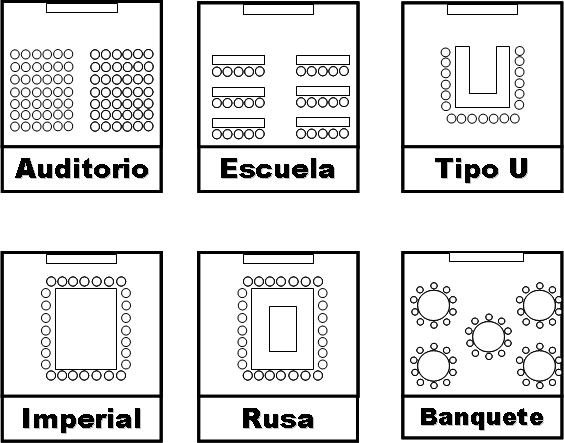 Auditorio
Escuela
Tipo U
Imperial
Rusa
Banquete